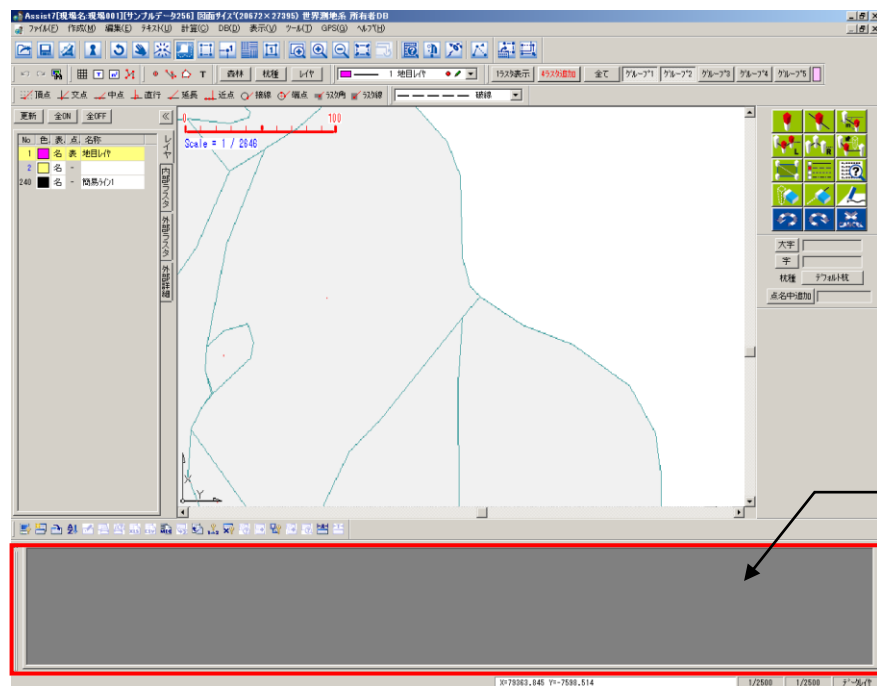 Assist7[現場名:現場001][サンプルデータ256] 図面サイズ(20672×27395) 世界測地系 所有者DB
ファイル(F) 作成(M) 編集(E) テキスト(U) 計算(C) DB(D) 表示(V) ツール(T) GPS(G) ヘルプ(H)
T 森林 杭種 レイヤ 1 地目レイヤ ラスタ表示 ラスタ追加 全て グループ1 グループ2 グループ3 グループ4 グループ5
頂点 交点 中点 直行 延長 近点 接線 端点 ラスタ角 ラスタ線 破線
更新 全ON 全OFF
No 色 表 点 名称
1 名 表 地目レイヤ
2 名 -
240 名 - 簡易ライン1
レイヤ
内部ラスタ
外部ラスタ
外部詳細
0 100
Scale = 1 / 2646
X
Y
大字
字
杭種 デフォルト杭
点名中追加
X=79363.845 Y=-7598.514 1/2500 1/2500 データレイヤ